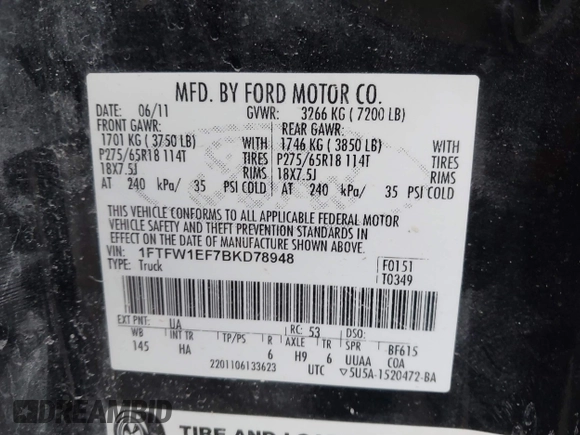 MFD. BY FORD MOTOR CO.
DATE: 06/11 GVWR: 3266 KG ( 7200 LB)
FRONT GAWR: REAR GAWR:
1701 KG ( 3750 LB) WITH 1746 KG ( 3850 LB) WITH
P275/65R18 114T TIRES P275/65R18 114T TIRES
18X7.5J RIMS 18X7.5J RIMS
AT 240 kPa/ 35 PSI COLD AT 240 kPa/ 35 PSI COLD
THIS VEHICLE CONFORMS TO ALL APPLICABLE FEDERAL MOTOR
VEHICLE SAFETY AND THEFT PREVENTION STANDARDS IN
EFFECT ON THE DATE OF MANUFACTURE SHOWN ABOVE.
VIN: 1FTFW1EF7BKD78948 F0151
TYPE: Truck T0349
EXT PNT: UA RC: 53 DSO:
WB INT TR TP/PS R AXLE TR SPR BF615
145 HA 6 H9 6 UUAA COA
2201106133623 UTC ▽5U5A-1520472-BA
DREAMBID
TIRE AND